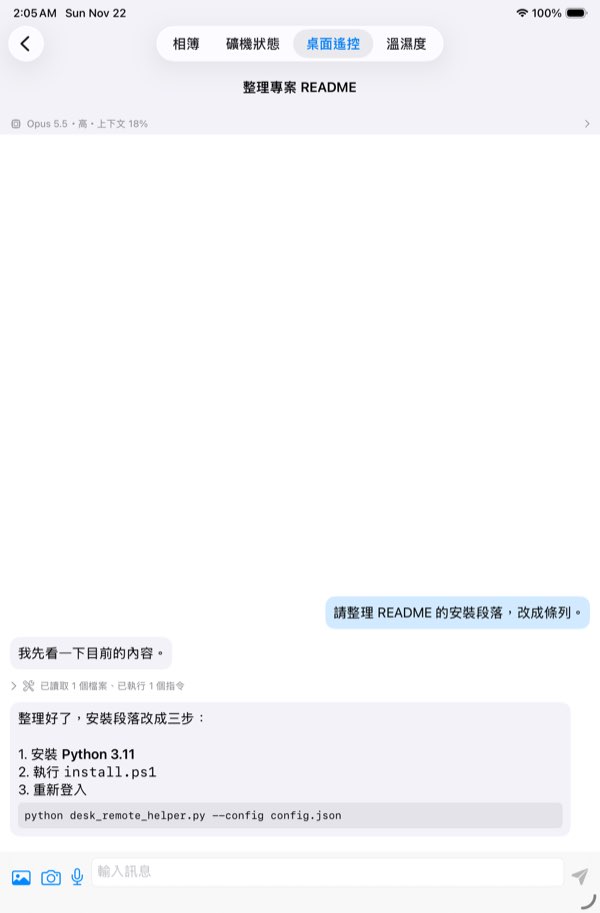 2:05 AM Sun Nov 22
100%
相簿
礦機狀態
桌面遙控
溫濕度
整理專案 README
Opus 5.5・高・上下文 18%
請整理 README 的安裝段落，改成條列。
我先看一下目前的內容。
已讀取 1 個檔案、已執行 1 個指令
整理好了，安裝段落改成三步：
1. 安裝 Python 3.11
2. 執行 install.ps1
3. 重新登入
python desk_remote_helper.py --config config.json
輸入訊息